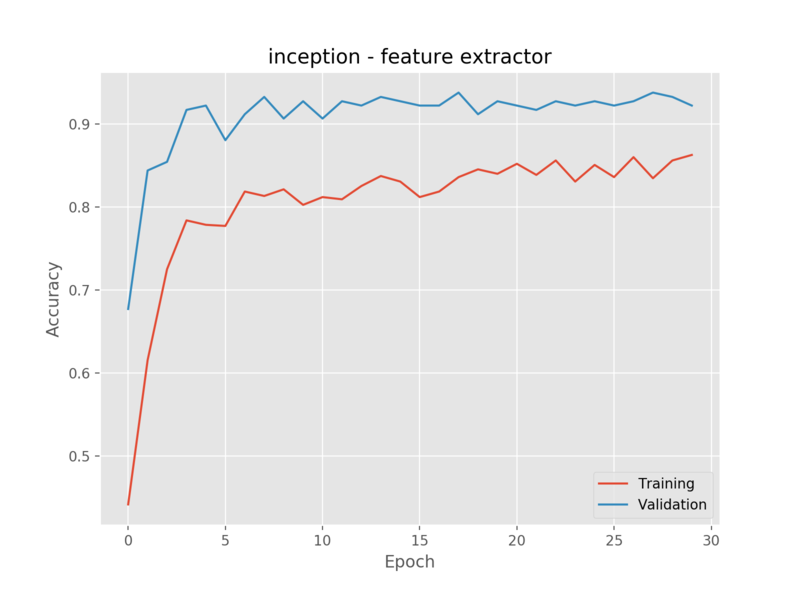 inception - feature extractor
Accuracy
0.9
0.8
0.7
0.6
0.5
0 5 10 15 20 25 30
Epoch
Training
Validation